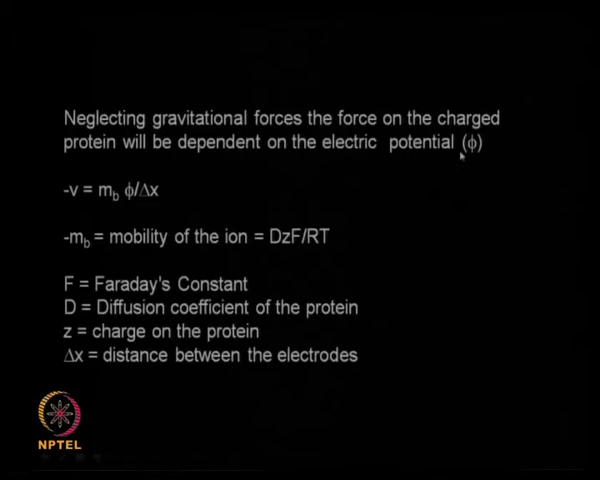 Neglecting gravitational forces the force on the charged
protein will be dependent on the electric potential (ϕ)
-v = m_b ϕ/Δx
-m_b = mobility of the ion = DzF/RT
F = Faraday's Constant
D = Diffusion coefficient of the protein
z = charge on the protein
Δx = distance between the electrodes
NPTEL